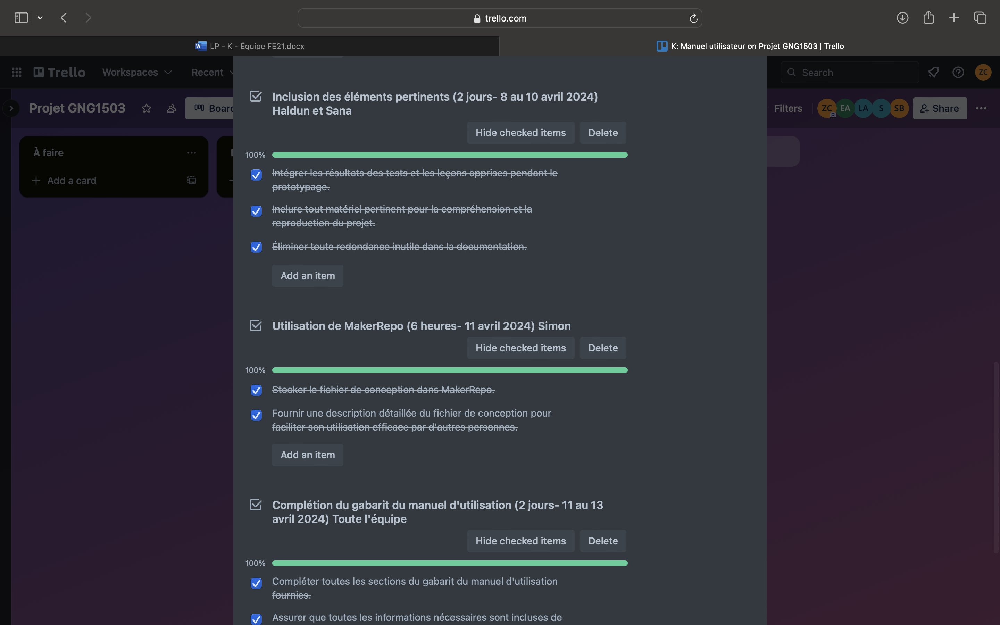 trello.com
LP - K - Équipe FE21.docx
K: Manuel utilisateur on Projet GNG1503 | Trello
Trello
Workspaces
Recent
Search
ZC
Projet GNG1503
Filters
ZC
EA
LA
S
SB
Share
À faire
Add a card
Inclusion des éléments pertinents (2 jours- 8 au 10 avril 2024)
Haldun et Sana
Hide checked items
Delete
100%
Intégrer les résultats des tests et les leçons apprises pendant le
prototypage.
Inclure tout matériel pertinent pour la compréhension et la
reproduction du projet.
Éliminer toute redondance inutile dans la documentation.
Add an item
Utilisation de MakerRepo (6 heures- 11 avril 2024) Simon
Hide checked items
Delete
100%
Stocker le fichier de conception dans MakerRepo.
Fournir une description détaillée du fichier de conception pour
faciliter son utilisation efficace par d'autres personnes.
Add an item
Complétion du gabarit du manuel d'utilisation (2 jours- 11 au 13
avril 2024) Toute l'équipe
Hide checked items
Delete
100%
Compléter toutes les sections du gabarit du manuel d'utilisation
fournies.
Assurer que toutes les informations nécessaires sont incluses de